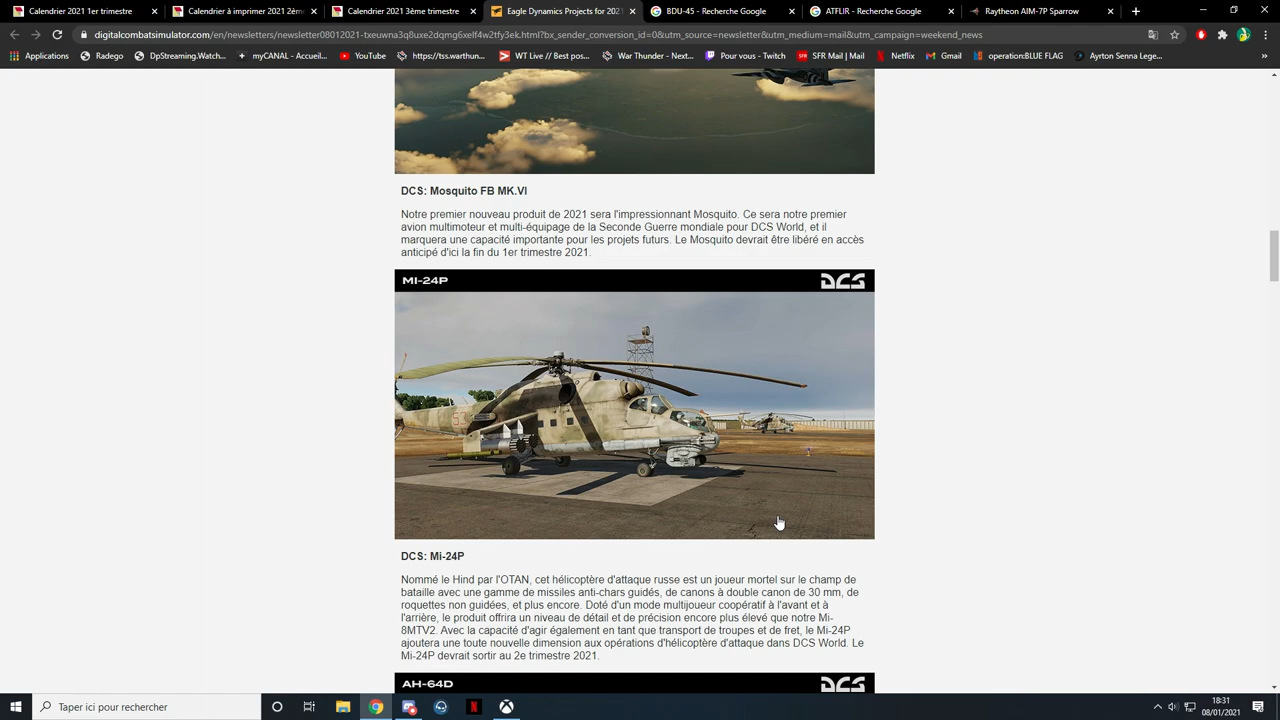 Calendrier 2021 1er trimestre
Calendrier à imprimer 2021 2ème
Calendrier 2021 3ème trimestre
Eagle Dynamics Projects for 2021
BDU-45 - Recherche Google
ATFLIR - Recherche Google
Raytheon AIM-7P Sparrow
digitalcombatsimulator.com/en/newsletters/newsletter08012021-txeuwna3q8uxe2dqmg6xelf4w2tfy3ek.html?bx_sender_conversion_id=0&utm_source=newsletter&utm_medium=mail&utm_campaign=weekend_news
Applications
Radego
DpStreaming.Watch...
myCANAL - Accueil...
YouTube
https://tss.warthun...
WT Live // Best pos...
War Thunder - Next...
Pour vous - Twitch
SFR Mail | Mail
Netflix
Gmail
operation:BLUE FLAG
Ayrton Senna Lege...
DCS: Mosquito FB MK.VI
Notre premier nouveau produit de 2021 sera l'impressionnant Mosquito. Ce sera notre premier
avion multimoteur et multi-équipage de la Seconde Guerre mondiale pour DCS World, et il
marquera une capacité importante pour les projets futurs. Le Mosquito devrait être libéré en accès
anticipé d'ici la fin du 1er trimestre 2021.
MI-24P
DCS
DCS: Mi-24P
Nommé le Hind par l'OTAN, cet hélicoptère d'attaque russe est un joueur mortel sur le champ de
bataille avec une gamme de missiles anti-chars guidés, de canons à double canon de 30 mm, de
roquettes non guidées, et plus encore. Doté d'un mode multijoueur coopératif à l'avant et à
l'arrière, le produit offrira un niveau de détail et de précision encore plus élevé que notre Mi-
8MTV2. Avec la capacité d'agir également en tant que transport de troupes et de fret, le Mi-24P
ajoutera une toute nouvelle dimension aux opérations d'hélicoptère d'attaque dans DCS World. Le
Mi-24P devrait sortir au 2e trimestre 2021.
AH-64D
DCS
Taper ici pour rechercher
18:31
08/01/2021